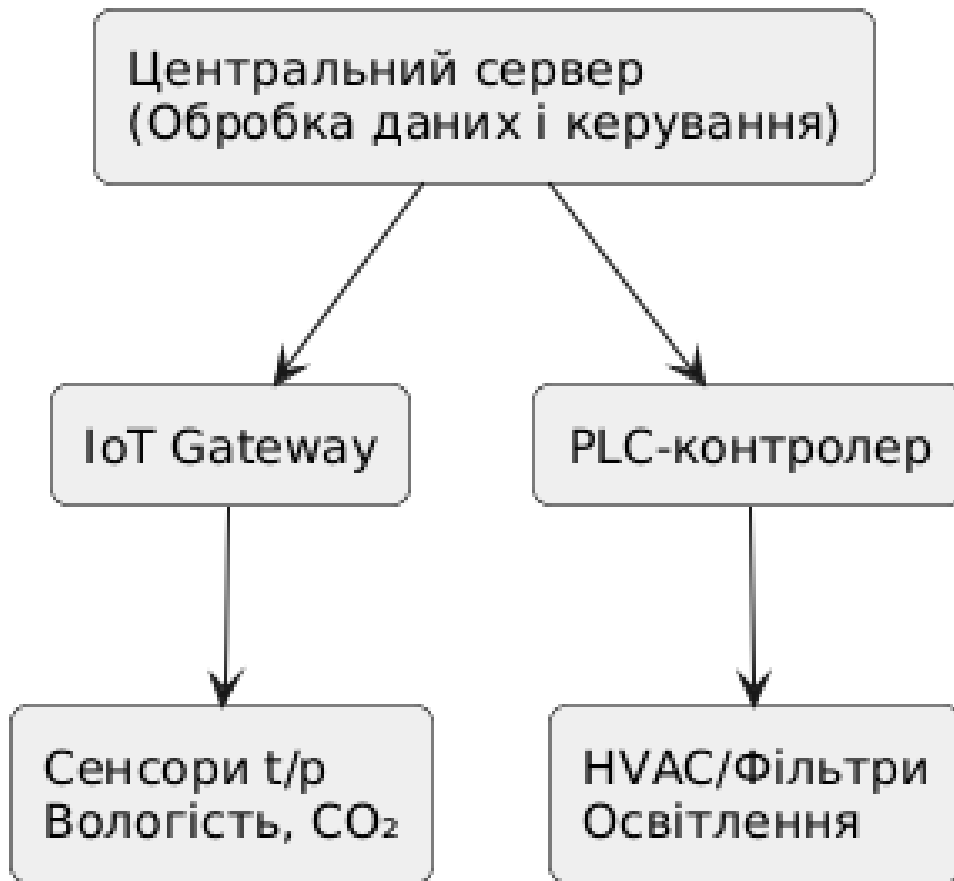 Центральний сервер
(Обробка даних і керування)
IoT Gateway
PLC-контролер
Сенсори t/p
Вологість, CO₂
HVAC/Фільтри
Освітлення